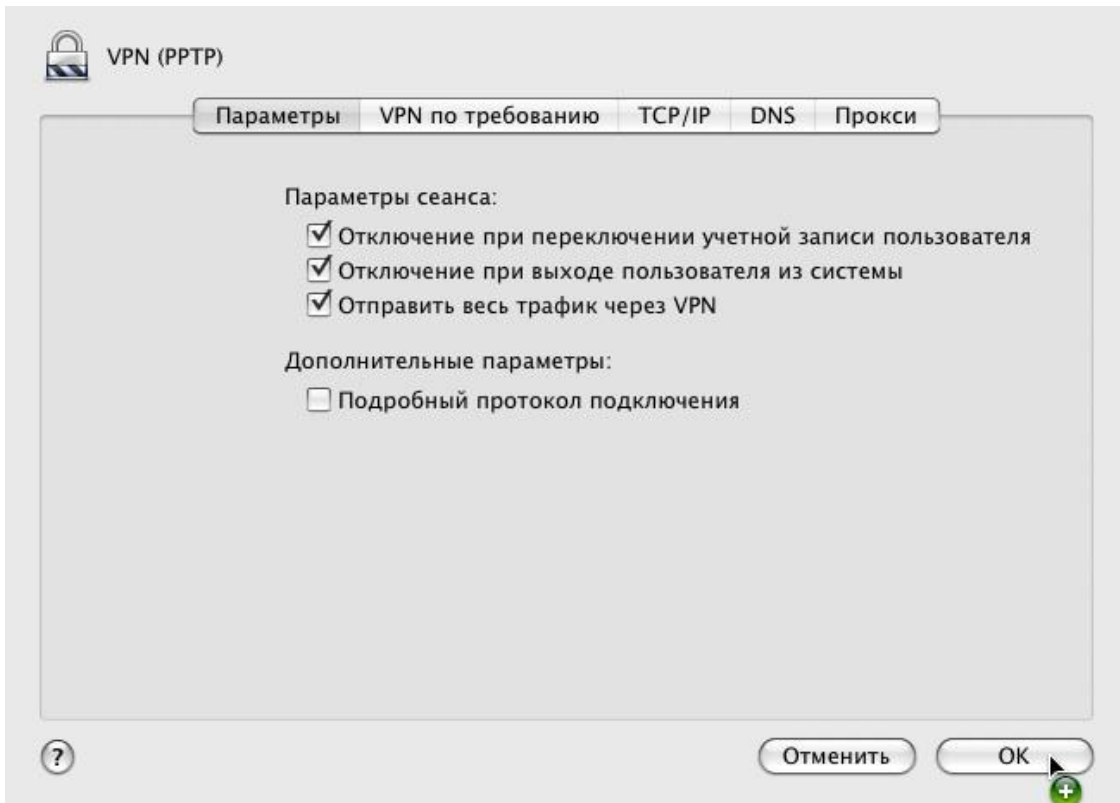 VPN (PPTP)
Параметры VPN по требованию TCP/IP DNS Прокси
Параметры сеанса:
Отключение при переключении учетной записи пользователя
Отключение при выходе пользователя из системы
Отправить весь трафик через VPN
Дополнительные параметры:
Подробный протокол подключения
? Отменить OK